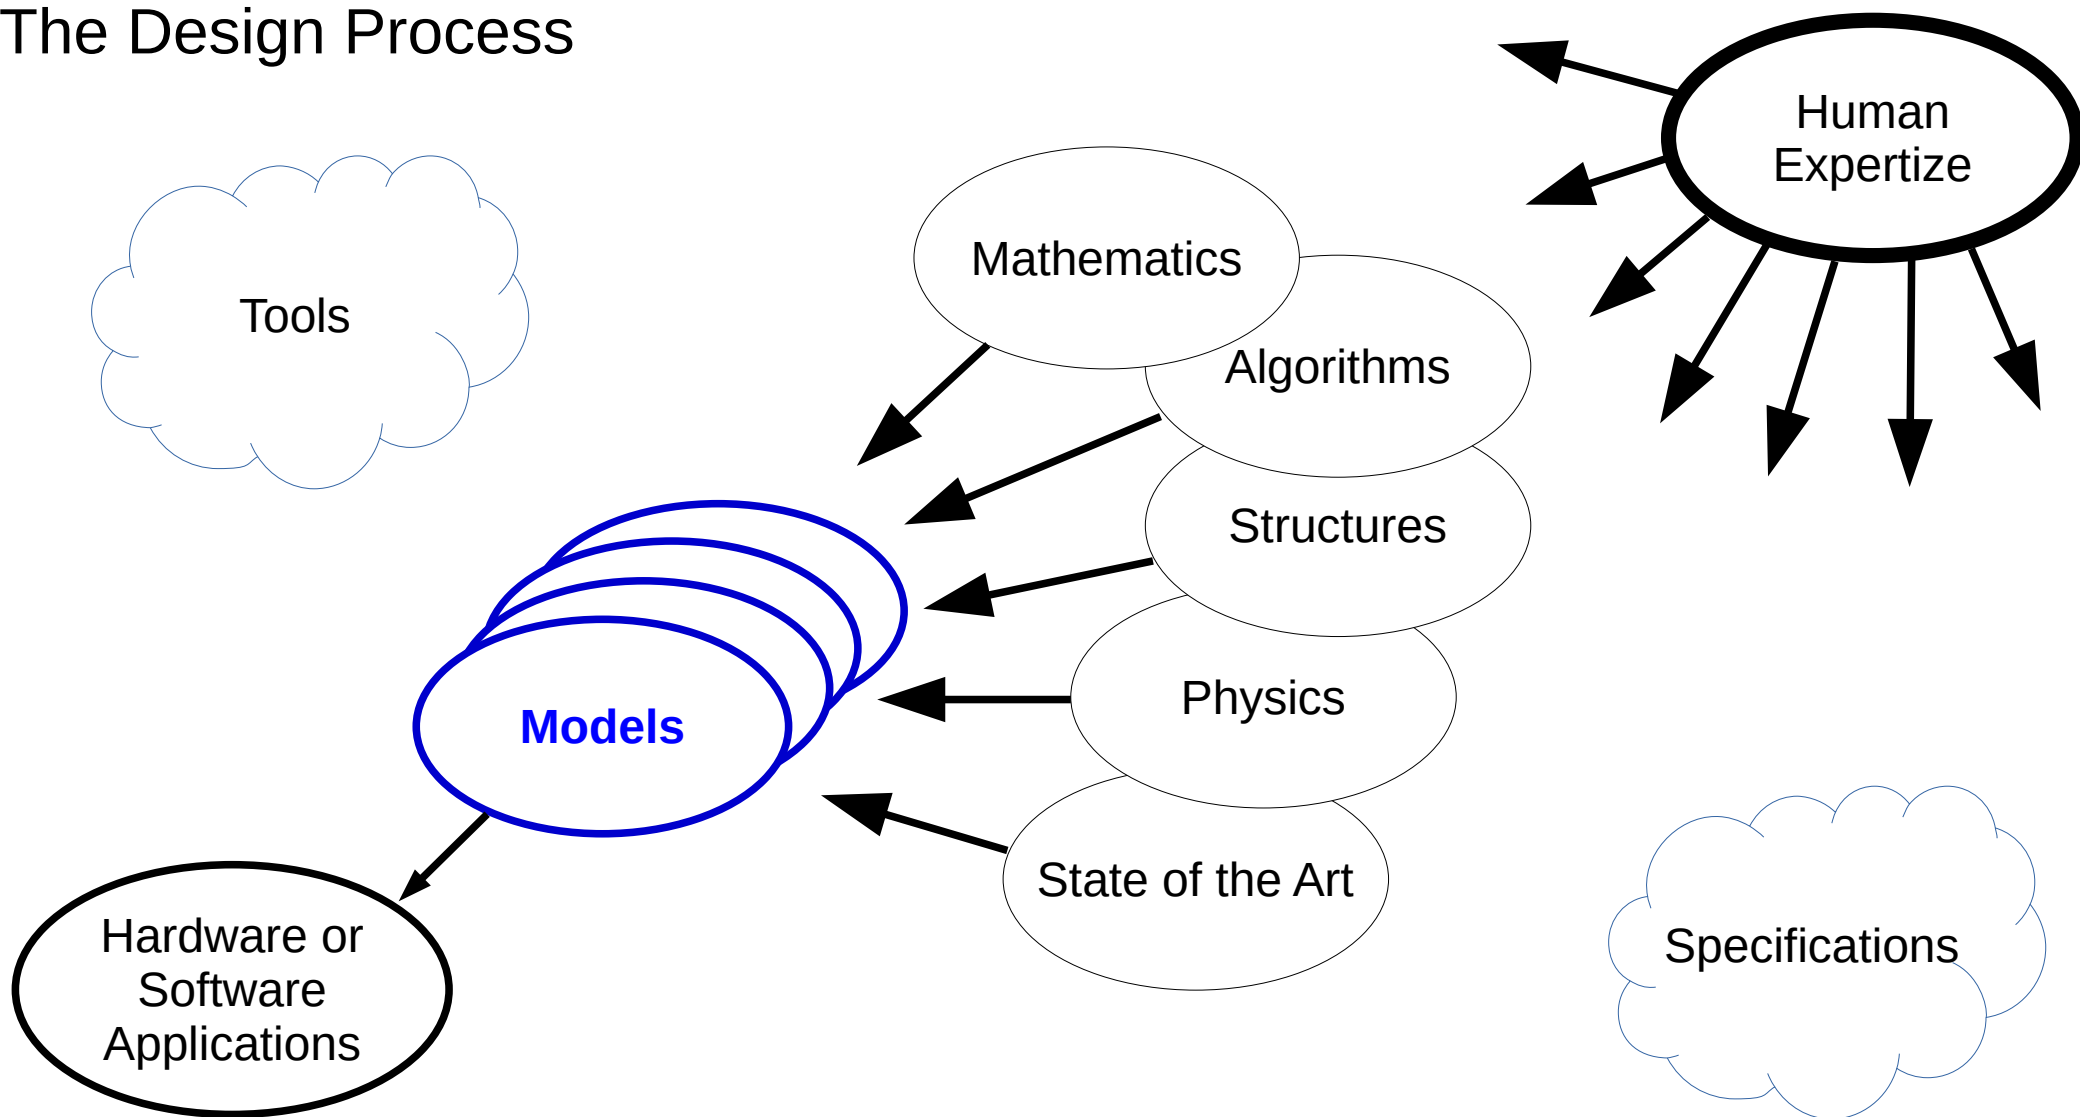 The Design Process
Human
Expertize
Mathematics
Tools
Algorithms
Structures
Physics
Models
State of the Art
Hardware or
Software
Applications
Specifications